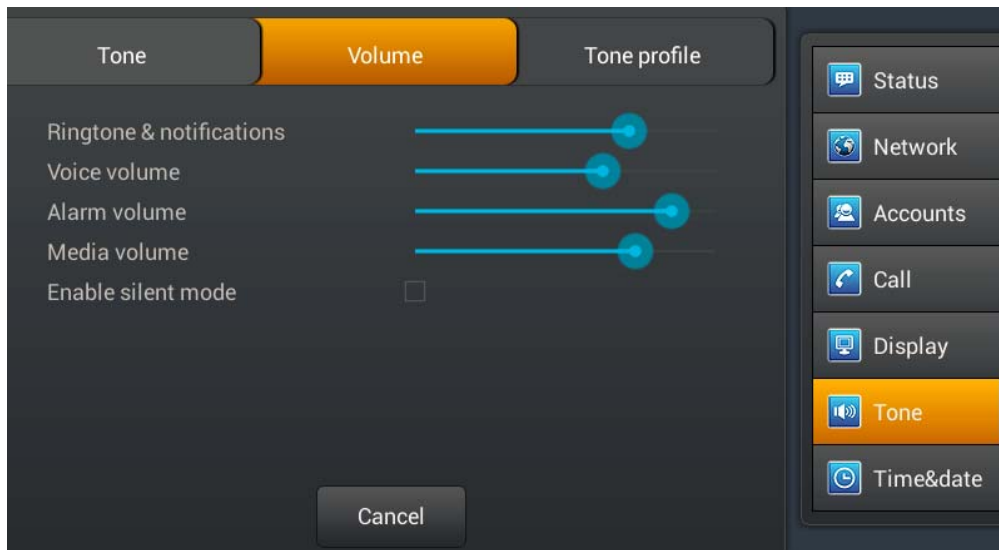 Tone
Volume
Tone profile
Ringtone & notifications
Voice volume
Alarm volume
Media volume
Enable silent mode
Cancel
Status
Network
Accounts
Call
Display
Tone
Time&date